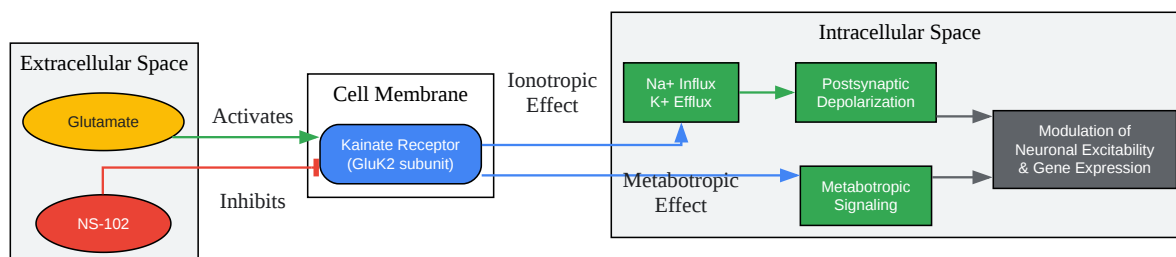 Extracellular Space
Glutamate
NS-102
Activates
Inhibits
Cell Membrane
Kainate Receptor
(GluK2 subunit)
Ionotropic
Effect
Metabotropic
Effect
Intracellular Space
Na+ Influx
K+ Efflux
Postsynaptic
Depolarization
Metabotropic
Signaling
Modulation of
Neuronal Excitability
& Gene Expression